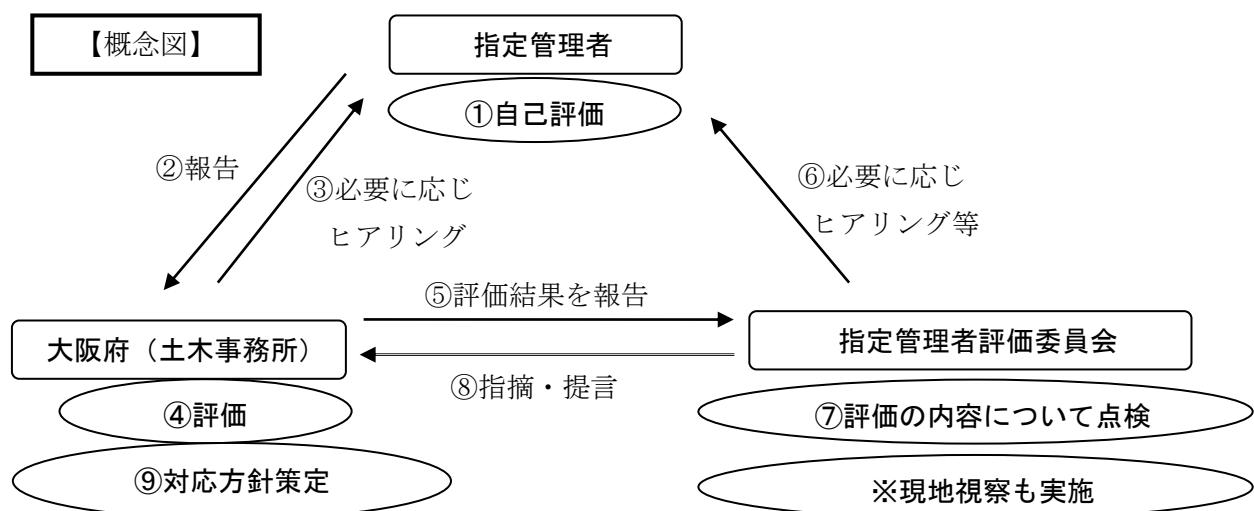 【概念図】
指定管理者
①自己評価
②報告
③必要に応じ
ヒアリング
⑥必要に応じ
ヒアリング等
⑤評価結果を報告
大阪府（土木事務所）
指定管理者評価委員会
⑧指摘・提言
④評価
⑦評価の内容について点検
⑨対応方針策定
※現地視察も実施